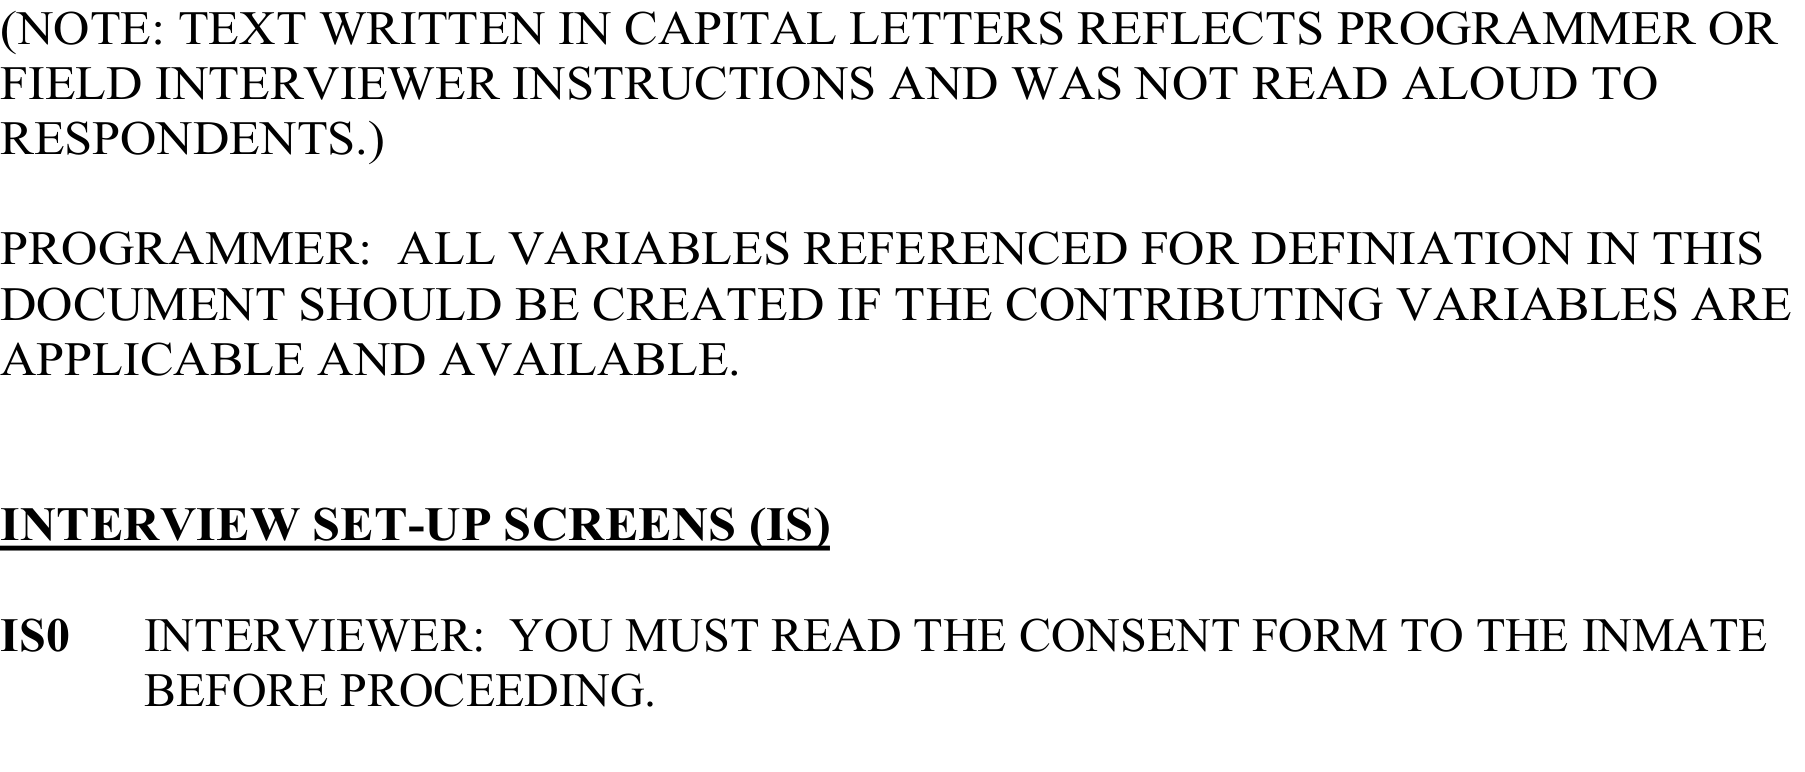 (NOTE: TEXT WRITTEN IN CAPITAL LETTERS REFLECTS PROGRAMMER OR
FIELD INTERVIEWER INSTRUCTIONS AND WAS NOT READ ALOUD TO
RESPONDENTS.)
PROGRAMMER:  ALL VARIABLES REFERENCED FOR DEFINIATION IN THIS
DOCUMENT SHOULD BE CREATED IF THE CONTRIBUTING VARIABLES ARE
APPLICABLE AND AVAILABLE.
INTERVIEW SET-UP SCREENS (IS)
IS0 INTERVIEWER:  YOU MUST READ THE CONSENT FORM TO THE INMATE
BEFORE PROCEEDING.